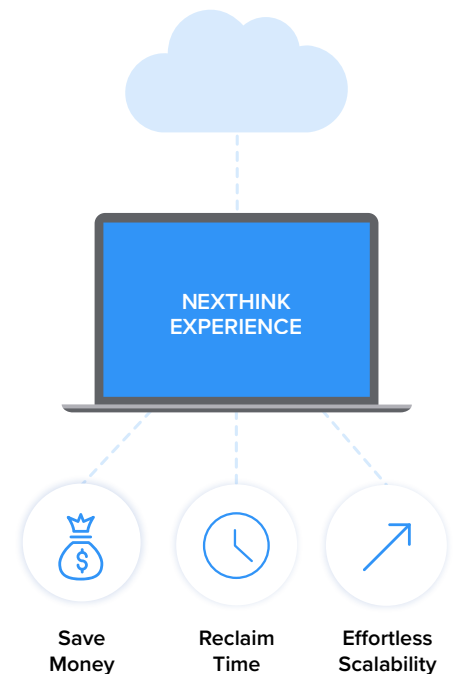 NEXTHINK
EXPERIENCE
$
Save
Money
Reclaim
Time
Effortless
Scalability